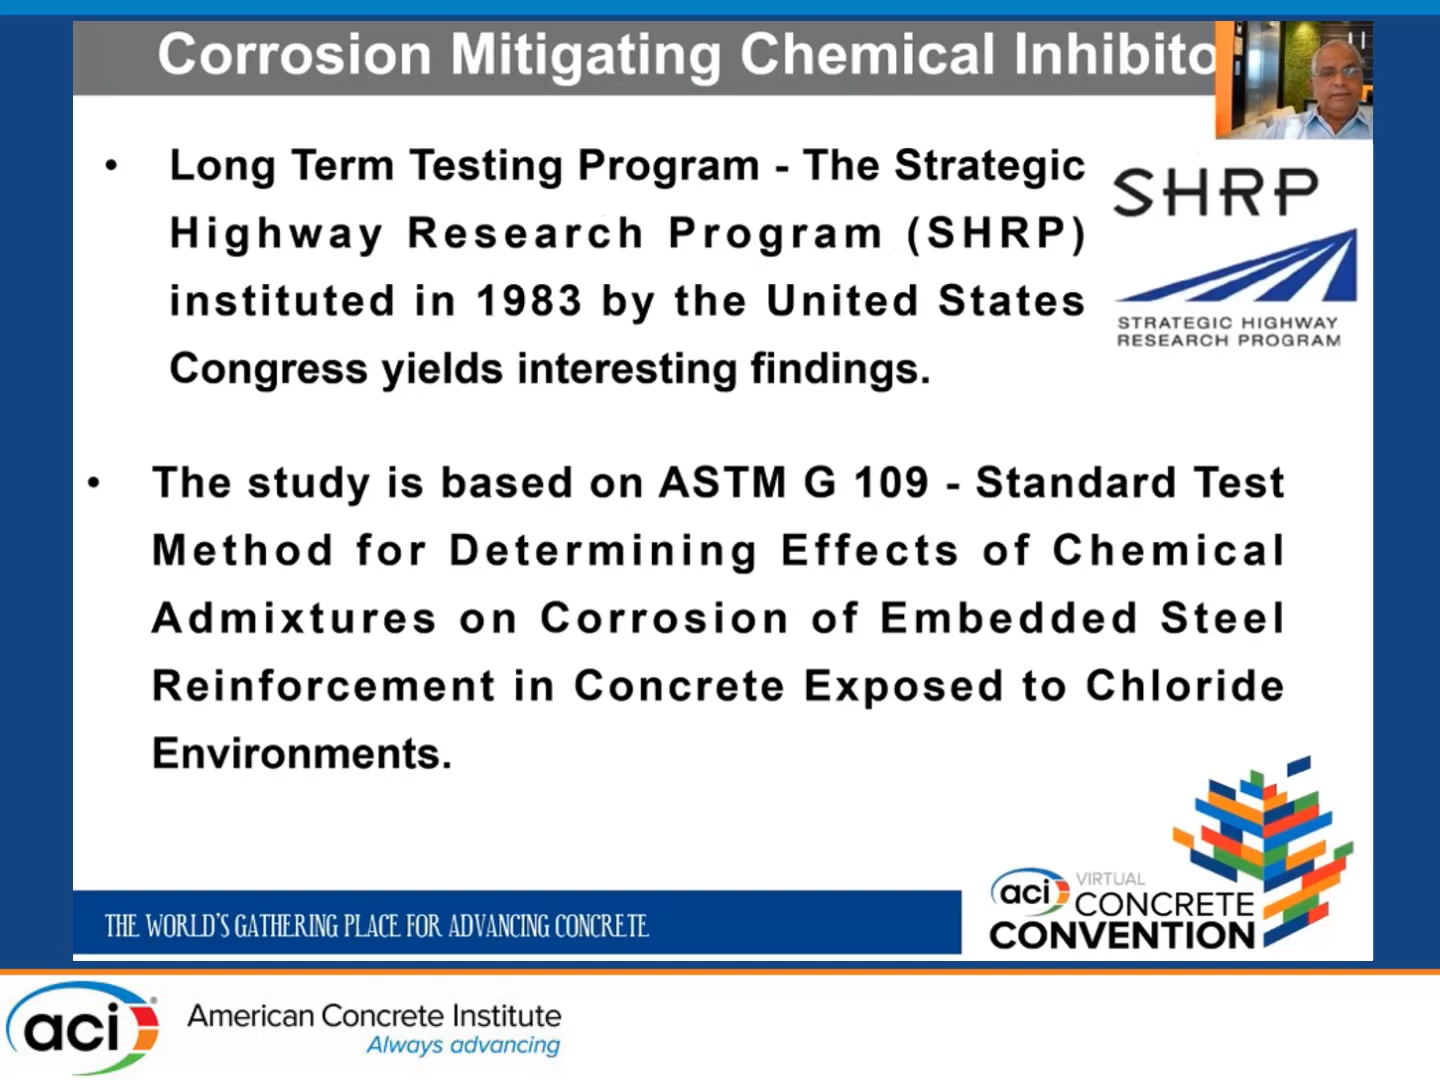 Corrosion Mitigating Chemical Inhibito
• Long Term Testing Program - The Strategic
Highway Research Program (SHRP)
instituted in 1983 by the United States
Congress yields interesting findings.
SHRP
STRATEGIC HIGHWAY
RESEARCH PROGRAM
• The study is based on ASTM G 109 - Standard Test
Method for Determining Effects of Chemical
Admixtures on Corrosion of Embedded Steel
Reinforcement in Concrete Exposed to Chloride
Environments.
THE WORLD'S GATHERING PLACE FOR ADVANCING CONCRETE
aci VIRTUAL
CONCRETE
CONVENTION
aci®
American Concrete Institute
Always advancing